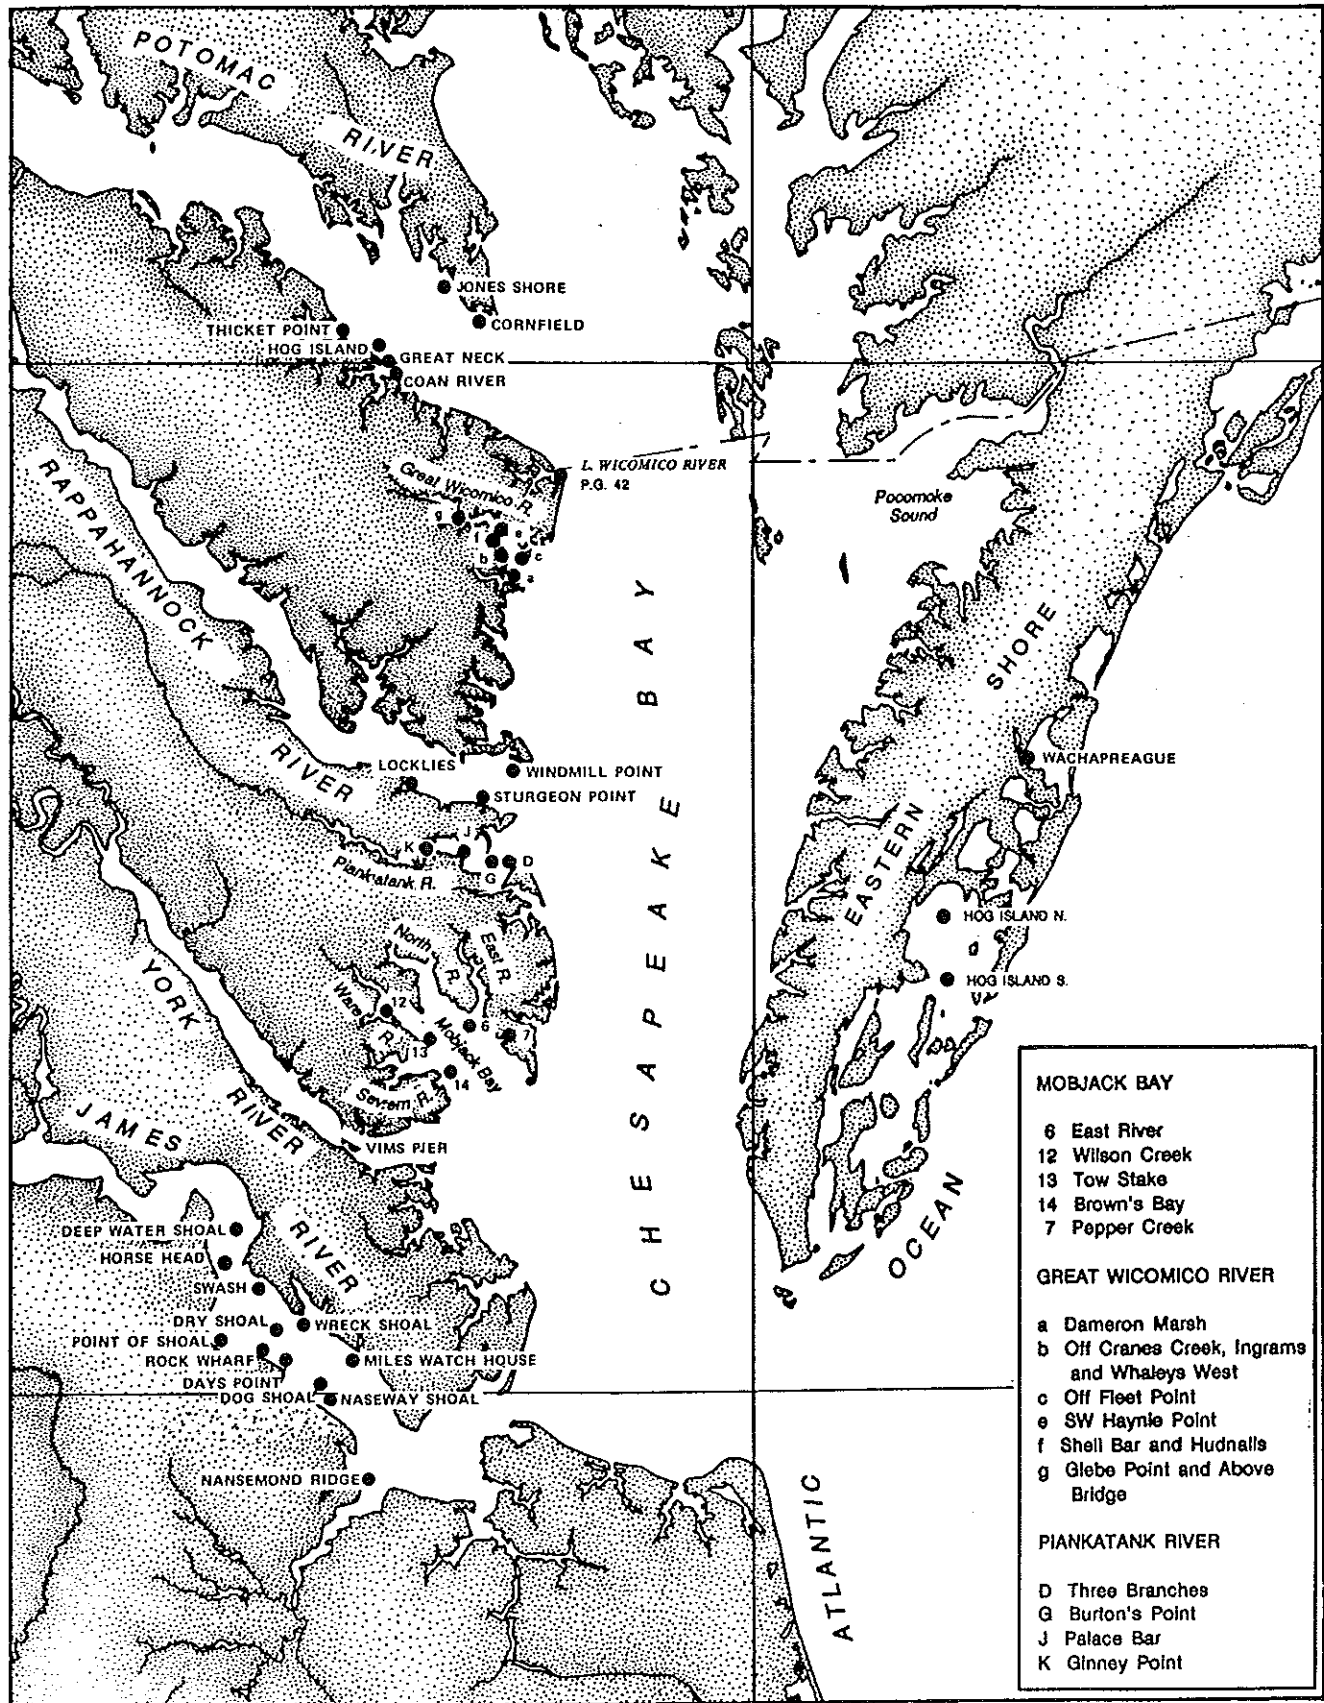 POTOMAC
RIVER
JONES SHORE
CORNFIELD
THICKET POINT
HOG ISLAND
GREAT NECK
COAN RIVER
L. WICOMICO RIVER
P.G. 42
Great Wicomico R.
g
e
f
b
c
a
Pocomoke
Sound
RAPPAHANNOCK
RIVER
CHESAPEAKE BAY
EASTERN SHORE
LOCKLIES
WINDMILL POINT
STURGEON POINT
WACHAPREAGUE
J
K
D
G
Piankatank R.
HOG ISLAND N.
HOG ISLAND S.
North R.
East R.
Ware R.
12
6
7
13
14
Mobjack Bay
Severn R.
YORK
RIVER
VIMS PIER
JAMES
RIVER
DEEP WATER SHOAL
HORSE HEAD
SWASH
DRY SHOAL
WRECK SHOAL
POINT OF SHOAL
ROCK WHARF
MILES WATCH HOUSE
DAYS POINT
DOG SHOAL
NASEWAY SHOAL
NANSEMOND RIDGE
ATLANTIC
OCEAN
MOBJACK BAY
6 East River
12 Wilson Creek
13 Tow Stake
14 Brown's Bay
7 Pepper Creek
GREAT WICOMICO RIVER
a Dameron Marsh
b Off Cranes Creek, Ingrams
and Whaleys West
c Off Fleet Point
e SW Haynie Point
f Shell Bar and Hudnalls
g Glebe Point and Above
Bridge
PIANKATANK RIVER
D Three Branches
G Burton's Point
J Palace Bar
K Ginney Point